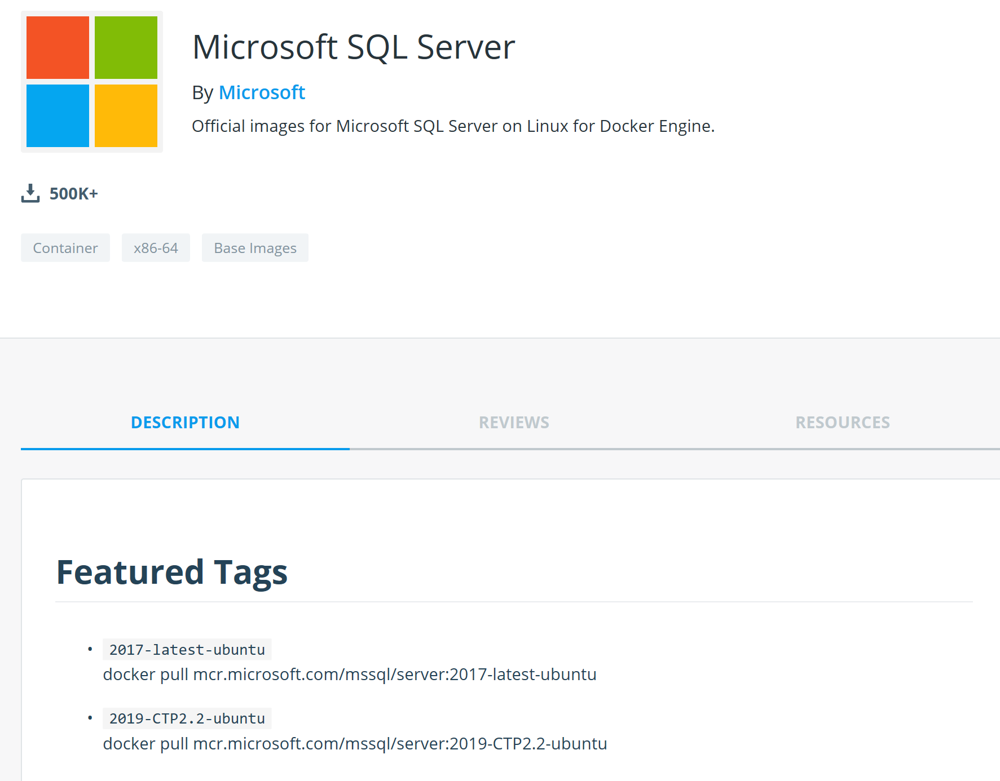 Microsoft SQL Server
By Microsoft
Official images for Microsoft SQL Server on Linux for Docker Engine.
500K+
Container x86-64 Base Images
DESCRIPTION REVIEWS RESOURCES
Featured Tags
• 2017-latest-ubuntu
docker pull mcr.microsoft.com/mssql/server:2017-latest-ubuntu
• 2019-CTP2.2-ubuntu
docker pull mcr.microsoft.com/mssql/server:2019-CTP2.2-ubuntu